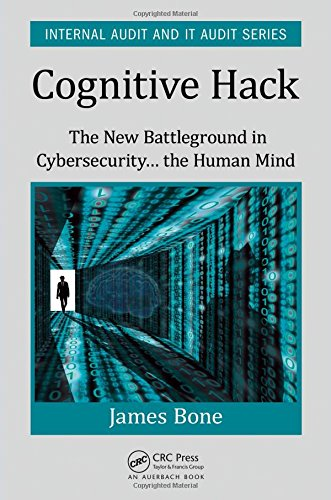 INTERNAL AUDIT AND IT AUDIT SERIES
Cognitive Hack
The New Battleground in
Cybersecurity... the Human Mind
James Bone
CRC Press
Taylor & Francis Group
AN AUERBACH BOOK